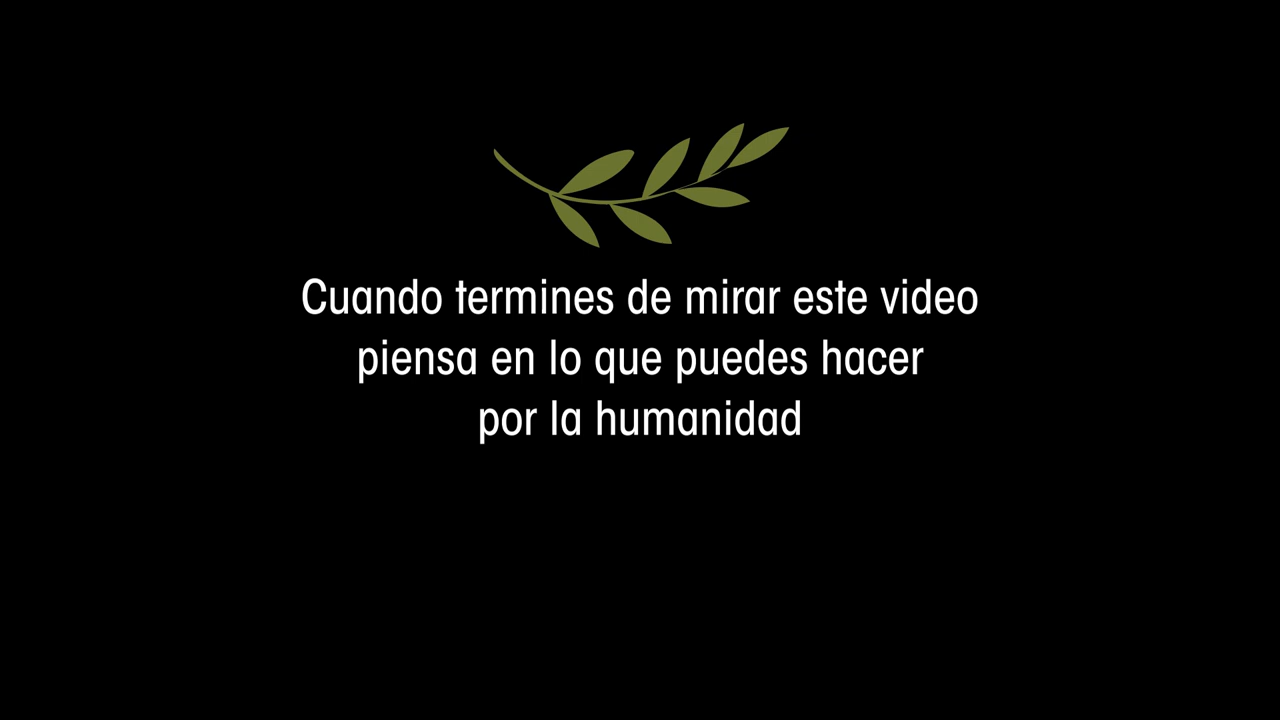 Cuando termines de mirar este video
piensa en lo que puedes hacer
por la humanidad